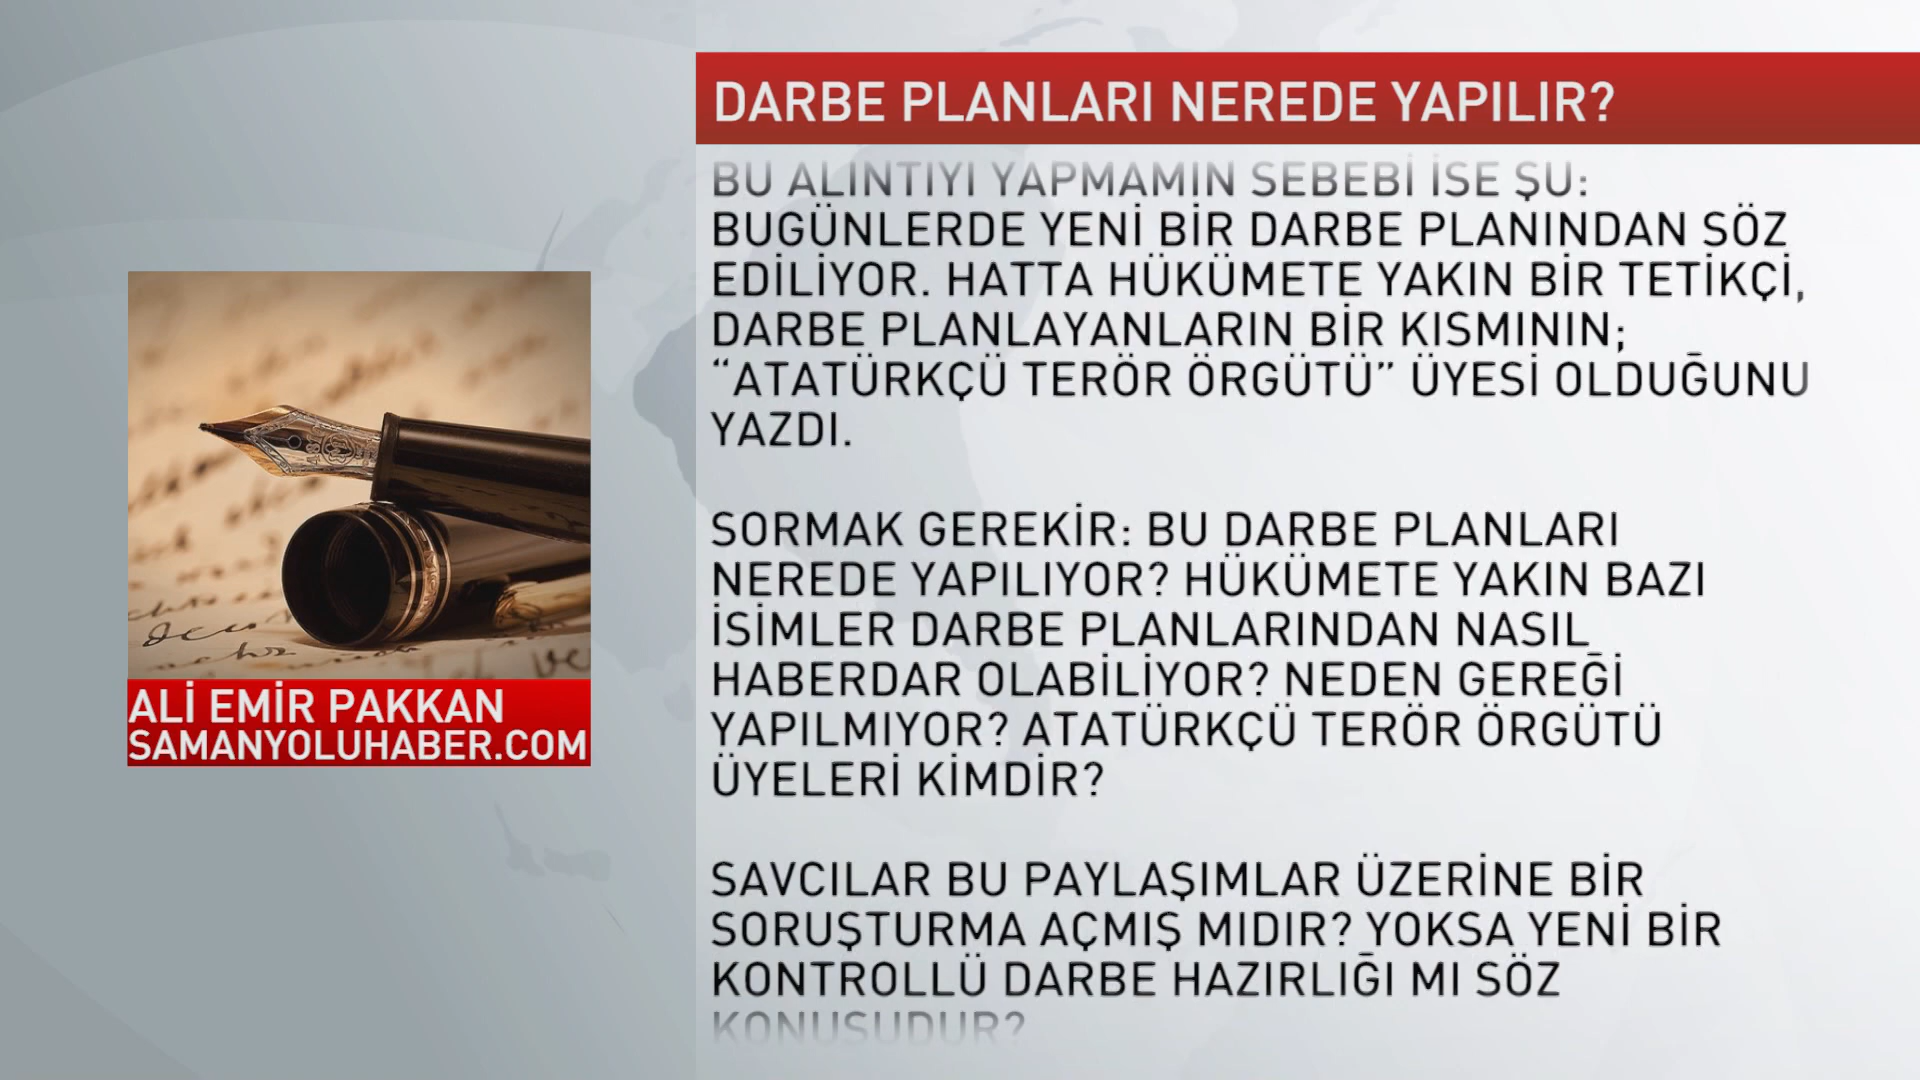 DARBE PLANLARI NEREDE YAPILIR?
BU ALINTIYI YAPMAMIN SEBEBİ İSE ŞU:
BUGÜNLERDE YENİ BİR DARBE PLANINDAN SÖZ
EDİLİYOR. HATTA HÜKÜMETE YAKIN BİR TETİKÇİ,
DARBE PLANLAYANLARIN BİR KISMININ;
“ATATÜRKÇÜ TERÖR ÖRGÜTÜ” ÜYESİ OLDUĞUNU
YAZDI.
SORMAK GEREKİR: BU DARBE PLANLARI
NEREDE YAPILIYOR? HÜKÜMETE YAKIN BAZI
İSİMLER DARBE PLANLARINDAN NASIL
HABERDAR OLABİLİYOR? NEDEN GEREĞİ
YAPILMIYOR? ATATÜRKÇÜ TERÖR ÖRGÜTÜ
ÜYELERİ KİMDİR?
SAVCILAR BU PAYLAŞIMLAR ÜZERİNE BİR
SORUŞTURMA AÇMIŞ MIDIR? YOKSA YENİ BİR
KONTROLLÜ DARBE HAZIRLIĞI MI SÖZ
KONUSUDUR?
ALİ EMİR PAKKAN
SAMANYOLUHABER.COM